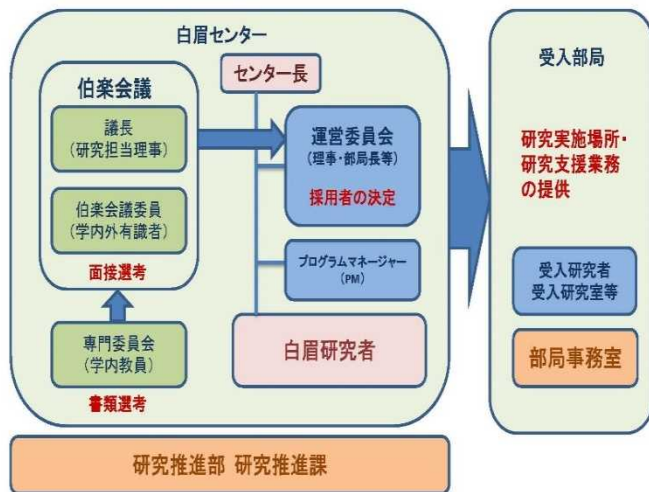 白眉センター
伯楽会議
議長
(研究担当理事)
伯楽会議委員
(学内外有識者)
面接選考
専門委員会
(学内教員)
書類選考
センター長
運営委員会
(理事・部局長等)
採用者の決定
プログラムマネージャー
(PM)
白眉研究者
受入部局
研究実施場所・
研究支援業務
の提供
受入研究者
受入研究室等
部局事務室
研究推進部 研究推進課